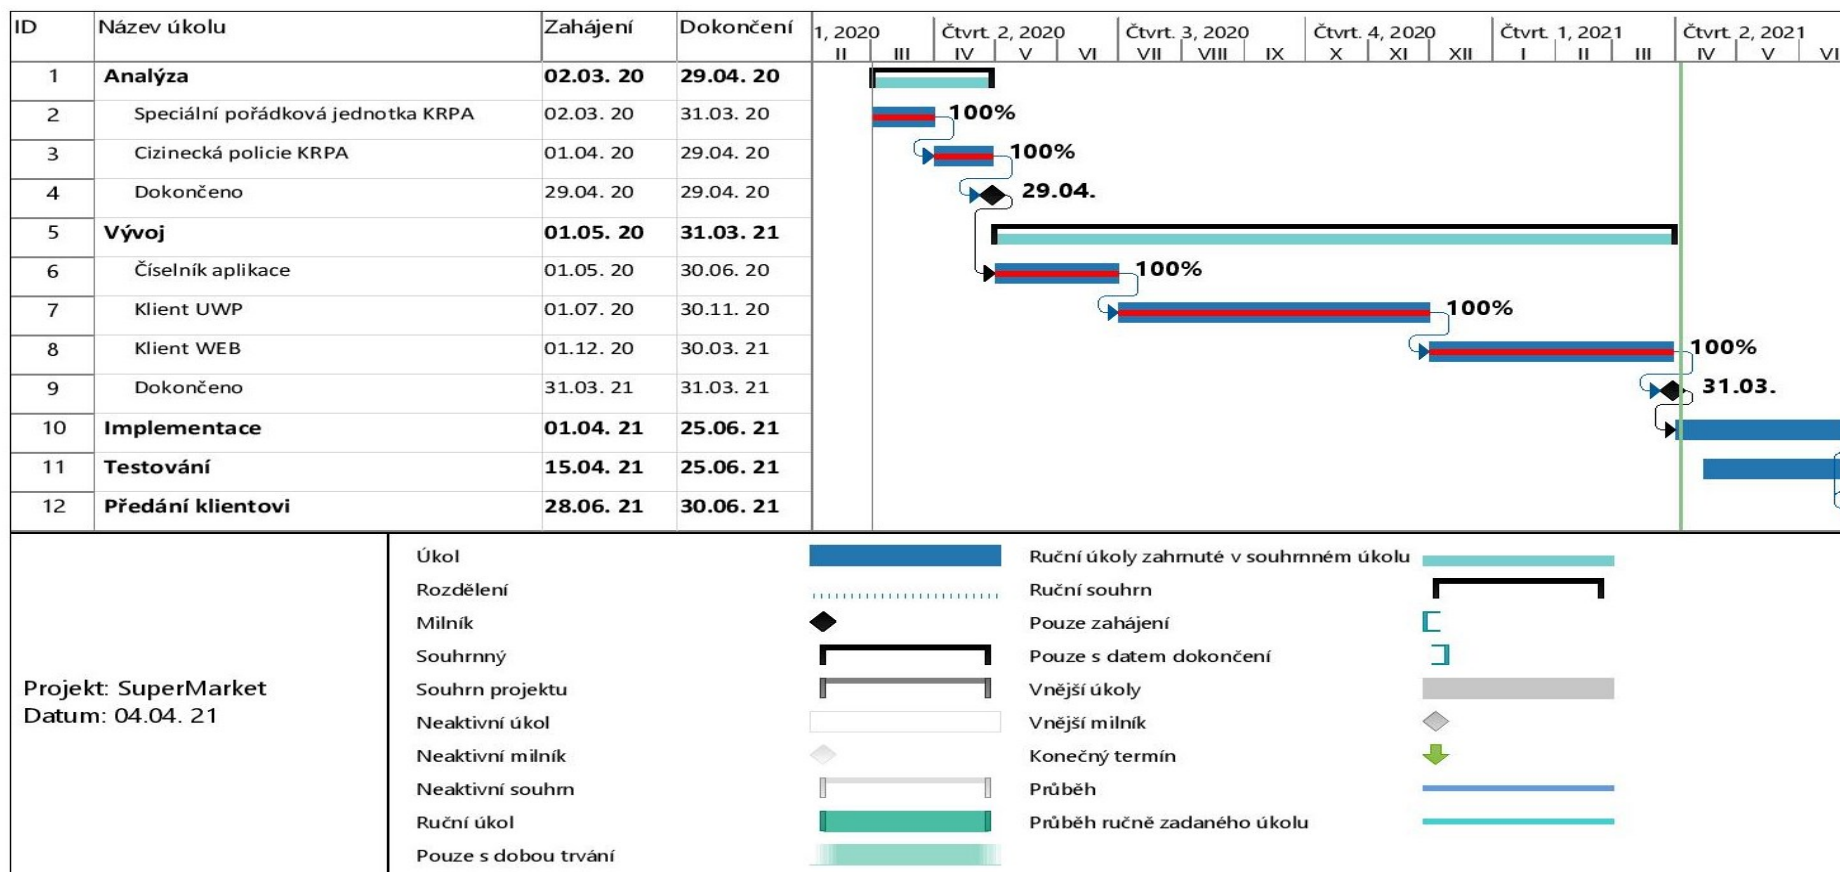 ID Název úkolu Zahájení Dokončení 1, 2020 Čtvrt. 2, 2020 Čtvrt. 3, 2020 Čtvrt. 4, 2020 Čtvrt. 1, 2021 Čtvrt. 2, 2021
II III IV V VI VII VIII IX X XI XII I II III IV V VI
1 Analýza 02.03. 20 29.04. 20
2 Speciální pořádková jednotka KRPA 02.03. 20 31.03. 20 100%
3 Cizinecká policie KRPA 01.04. 20 29.04. 20 100%
4 Dokončeno 29.04. 20 29.04. 20 29.04.
5 Vývoj 01.05. 20 31.03. 21
6 Číselník aplikace 01.05. 20 30.06. 20 100%
7 Klient UWP 01.07. 20 30.11. 20 100%
8 Klient WEB 01.12. 20 30.03. 21 100%
9 Dokončeno 31.03. 21 31.03. 21 31.03.
10 Implementace 01.04. 21 25.06. 21
11 Testování 15.04. 21 25.06. 21
12 Předání klientovi 28.06. 21 30.06. 21
Projekt: SuperMarket
Datum: 04.04. 21
Úkol
Rozdělení
Milník
Souhrnný
Souhrn projektu
Neaktivní úkol
Neaktivní milník
Neaktivní souhrn
Ruční úkol
Pouze s dobou trvání
Ruční úkoly zahrnuté v souhrnném úkolu
Ruční souhrn
Pouze zahájení
Pouze s datem dokončení
Vnější úkoly
Vnější milník
Konečný termín
Průběh
Průběh ručně zadaného úkolu